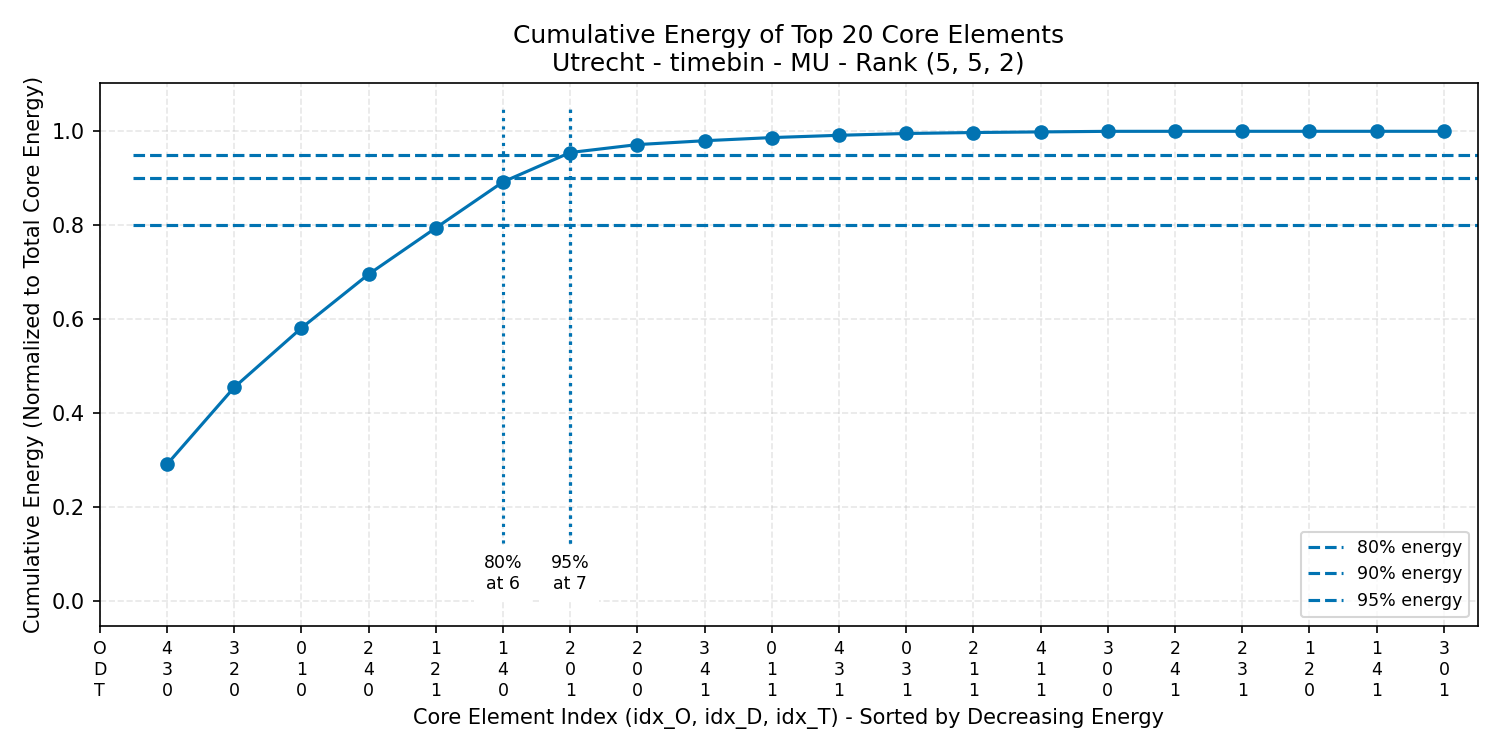 Cumulative Energy of Top 20 Core Elements
Utrecht - timebin - MU - Rank (5, 5, 2)
Cumulative Energy (Normalized to Total Core Energy)
1.0
0.8
0.6
0.4
0.2
0.0
80% at 6
95% at 7
80% energy
90% energy
95% energy
O 4 3 0 2 1 1 2 2 3 0 4 0 2 4 3 2 2 1 1 3
D 3 2 1 4 2 4 0 0 4 1 3 3 1 1 0 4 3 2 4 0
T 0 0 0 0 1 0 1 0 1 1 1 1 1 1 0 1 1 0 1 1
Core Element Index (idx_O, idx_D, idx_T) - Sorted by Decreasing Energy